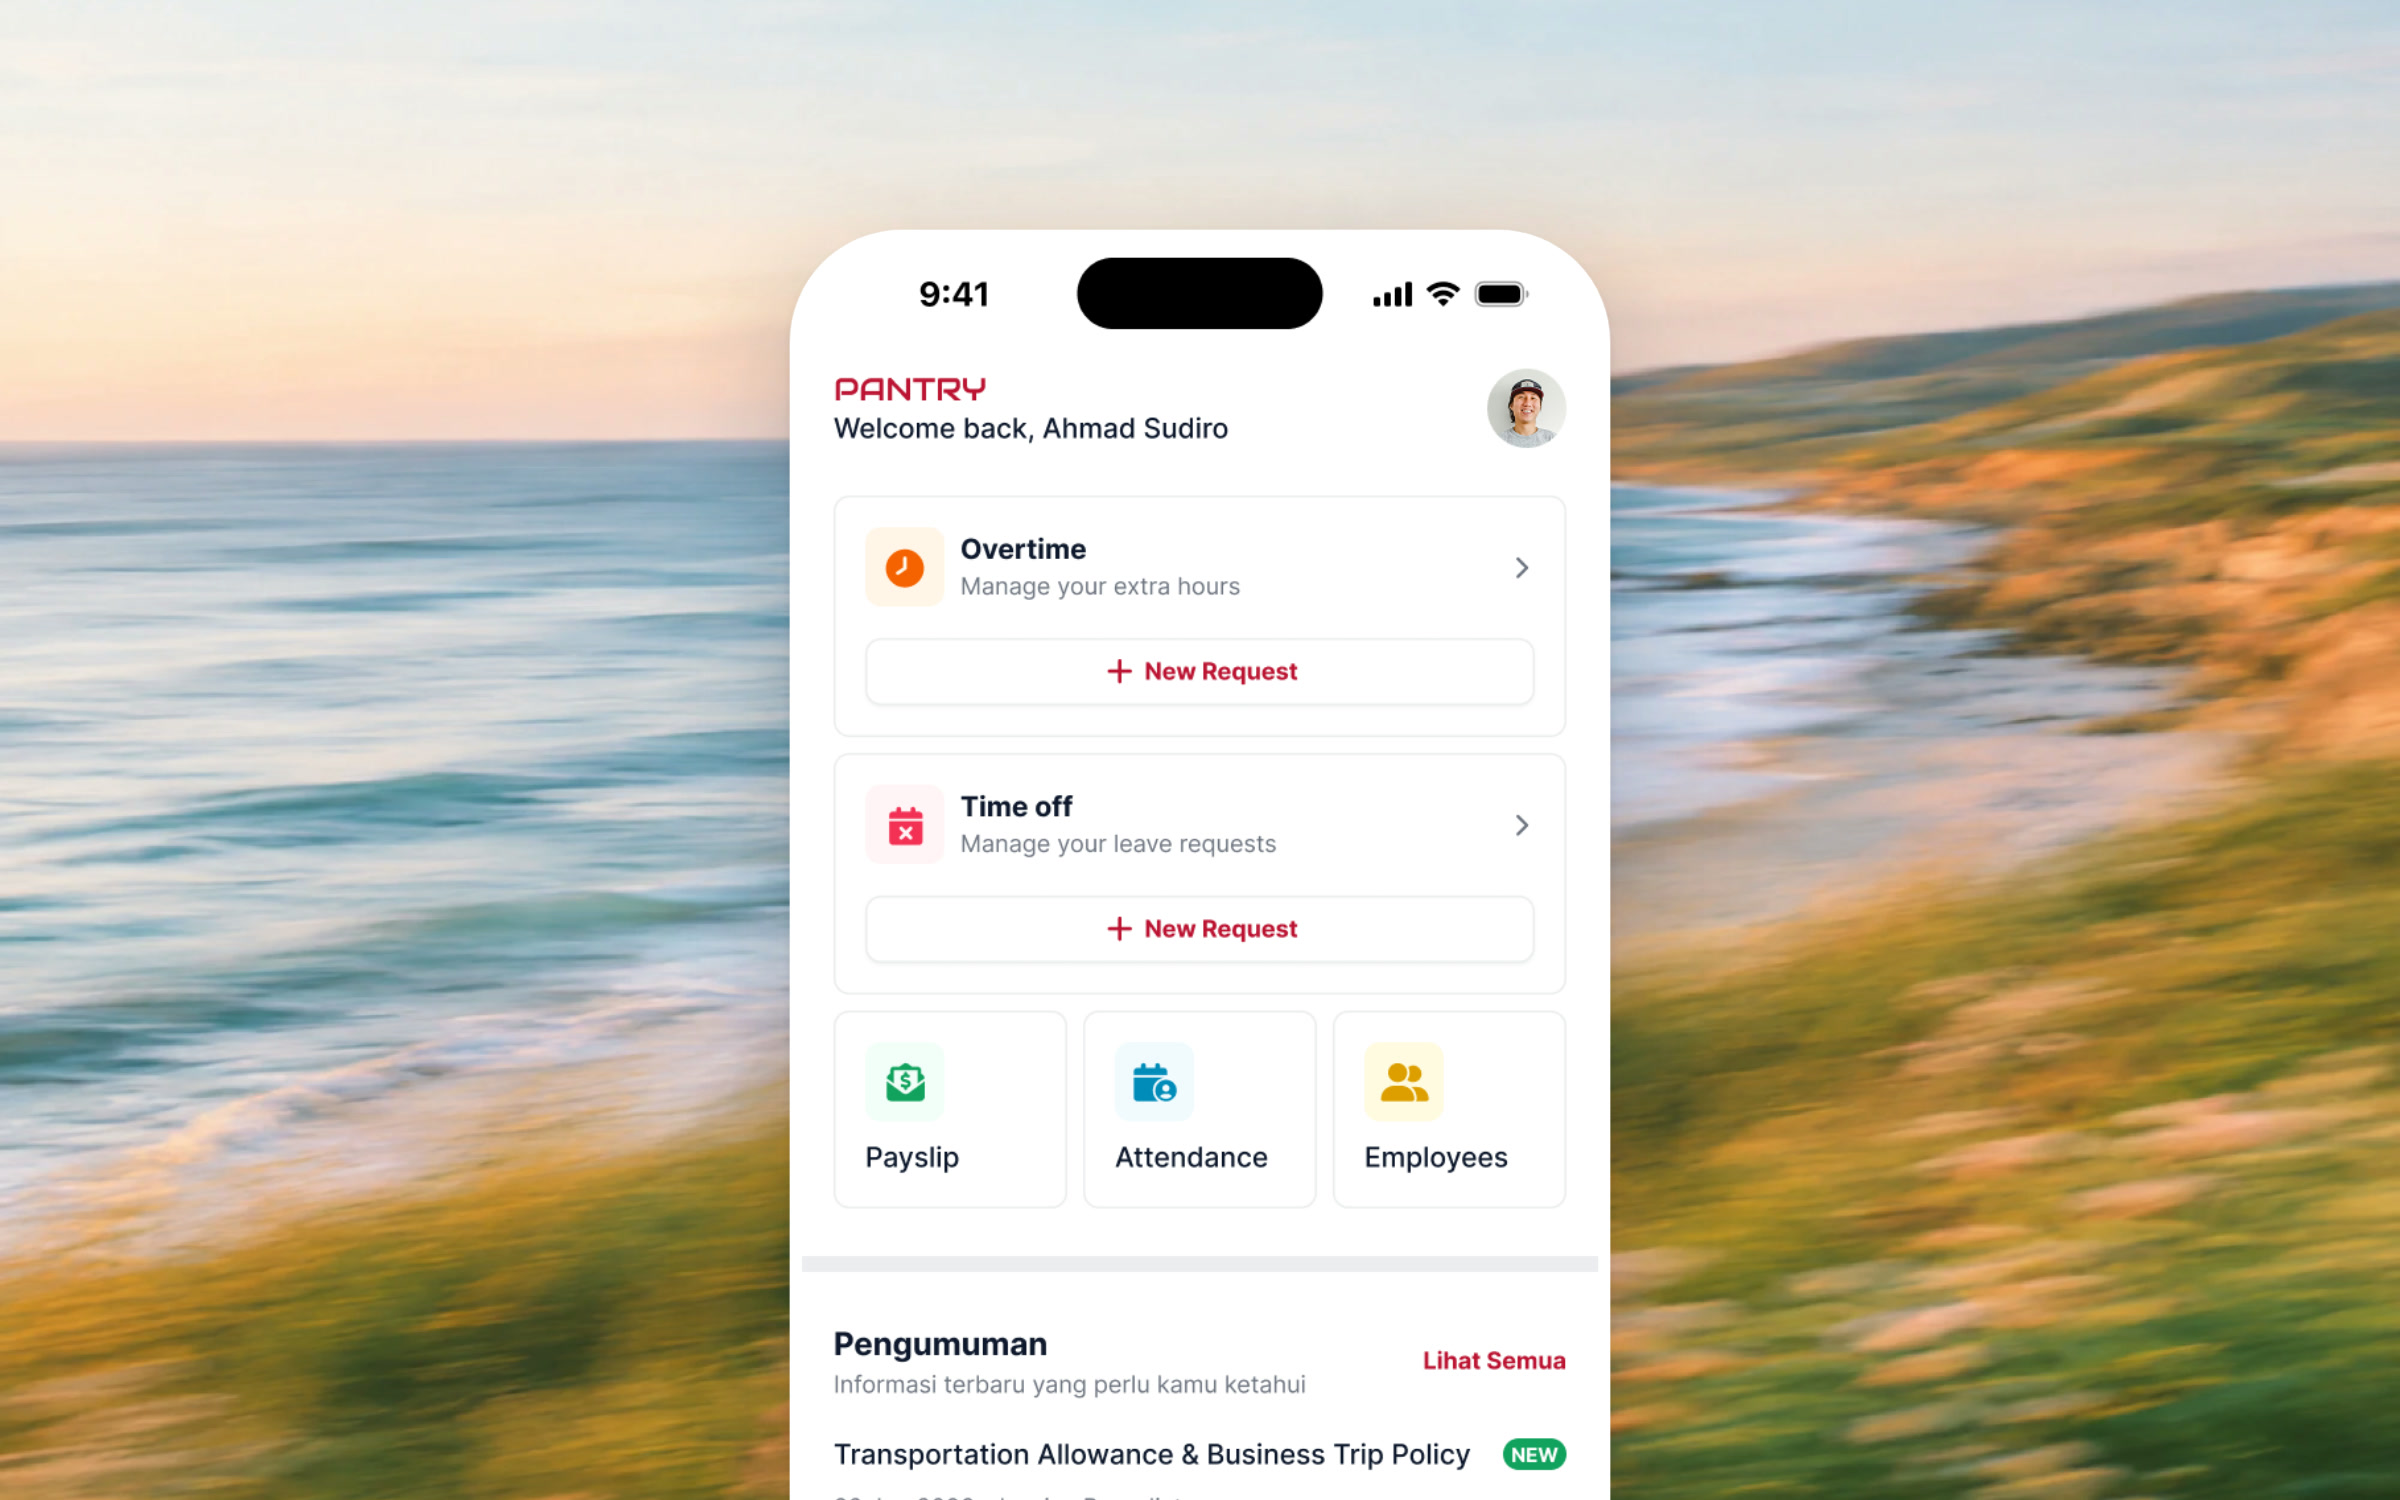 9:41
PANTRY
Welcome back, Ahmad Sudiro
Overtime
Manage your extra hours
New Request
Time off
Manage your leave requests
New Request
Payslip
Attendance
Employees
Pengumuman
Informasi terbaru yang perlu kamu ketahui
Lihat Semua
Transportation Allowance & Business Trip Policy
NEW